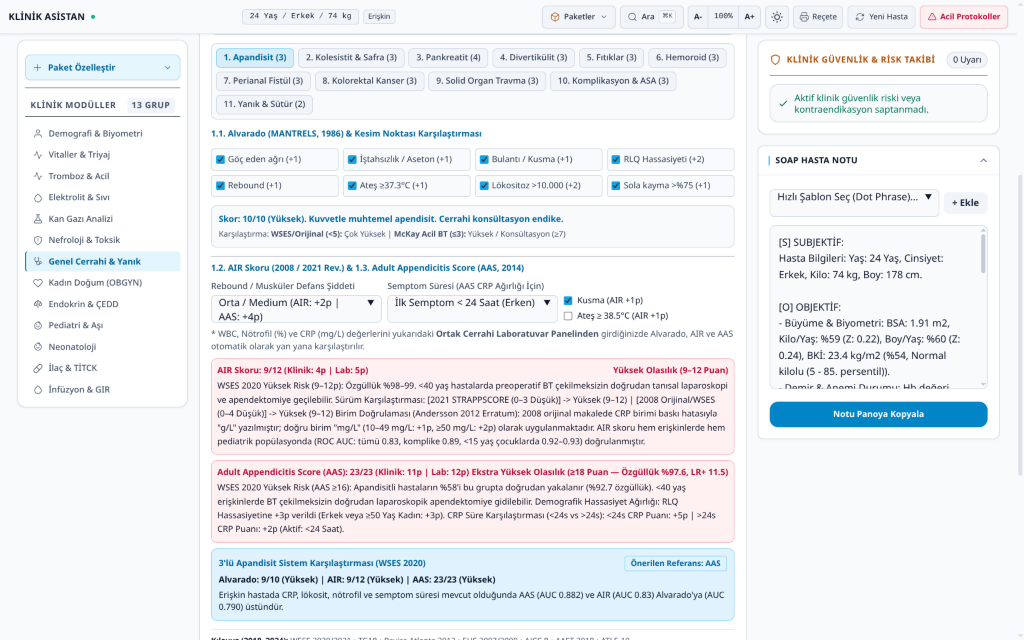 KLİNİK ASİSTAN
24 Yaş / Erkek / 74 kg
Erişkin
Paketler
Ara
⌘K
A-
100%
A+
Reçete
Yeni Hasta
Acil Protokoller
Paket Özelleştir
KLİNİK MODÜLLER
13 GRUP
Demografi & Biyometri
Vitaller & Triyaj
Tromboz & Acil
Elektrolit & Sıvı
Kan Gazı Analizi
Nefroloji & Toksik
Genel Cerrahi & Yanık
Kadın Doğum (OBGYN)
Endokrin & ÇEDD
Pediatri & Aşı
Neonatoloji
İlaç & TİTCK
İnfüzyon & GIR
1. Apandisit (3)
2. Kolesistit & Safra (3)
3. Pankreatit (4)
4. Divertikülit (3)
5. Fıtıklar (3)
6. Hemoroid (3)
7. Perianal Fistül (3)
8. Kolorektal Kanser (3)
9. Solid Organ Travma (3)
10. Komplikasyon & ASA (3)
11. Yanık & Sütür (2)
1.1. Alvarado (MANTRELS, 1986) & Kesim Noktası Karşılaştırması
Göç eden ağrı (+1)
İştahsızlık / Aseton (+1)
Bulantı / Kusma (+1)
RLQ Hassasiyeti (+2)
Rebound (+1)
Ateş ≥37.3°C (+1)
Lökositoz >10.000 (+2)
Sola kayma >%75 (+1)
Skor: 10/10 (Yüksek). Kuvvetle muhtemel apendisit. Cerrahi konsültasyon endike.
Karşılaştırma: WSES/Orijinal (<5): Çok Yüksek | McKay Acil BT (≤3): Yüksek / Konsültasyon (≥7)
1.2. AIR Skoru (2008 / 2021 Rev.) & 1.3. Adult Appendicitis Score (AAS, 2014)
Rebound / Musküler Defans Şiddeti
Semptom Süresi (AAS CRP Ağırlığı İçin)
Orta / Medium (AIR: +2p |
AAS: +4p)
İlk Semptom < 24 Saat (Erken)
Kusma (AIR +1p)
Ateş ≥ 38.5°C (AIR +1p)
* WBC, Nötrofil (%) ve CRP (mg/L) değerlerini yukarıdaki Ortak Cerrahi Laboratuvar Panelinden girdiğinizde Alvarado, AIR ve AAS
otomatik olarak yan yana karşılaştırılır.
AIR Skoru: 9/12 (Klinik: 4p | Lab: 5p)
Yüksek Olasılık (9–12 Puan)
WSES 2020 Yüksek Risk (9–12p): Özgüllük %98–99. <40 yaş hastalarda preoperatif BT çekilmeksizin doğrudan tanısal laparoskopi
ve apendektomiye geçilebilir. Sürüm Karşılaştırması: [2021 STRAPPSCORE (0–3 Düşük)] -> Yüksek (9–12) | [2008 Orijinal/WSES
(0–4 Düşük)] -> Yüksek (9–12) Birim Doğrulaması (Andersson 2012 Erratum): 2008 orijinal makalede CRP birimi baskı hatasıyla
"g/L" yazılmıştır; doğru birim "mg/L" (10–49 mg/L: +1p, ≥50 mg/L: +2p) olarak uygulanmaktadır. AIR skoru hem erişkinlerde hem
pediatrik popülasyonda (ROC AUC: tümü 0.83, komplike 0.89, <15 yaş çocuklarda 0.92–0.93) doğrulanmıştır.
Adult Appendicitis Score (AAS): 23/23 (Klinik: 11p | Lab: 12p)
Ekstra Yüksek Olasılık (≥18 Puan — Özgüllük %97.6, LR+ 11.5)
WSES 2020 Yüksek Risk (AAS ≥16): Apandisitli hastaların %58'i bu grupta doğrudan yakalanır (%92.7 özgüllük). <40 yaş
erişkinlerde BT çekilmeksizin doğrudan laparoskopik apendektomiye gidilebilir. Demografik Hassasiyet Ağırlığı: RLQ
Hassasiyetine +3p verildi (Erkek veya ≥50 Yaş Kadın: +3p). CRP Süre Karşılaştırması (<24s vs >24s): <24s CRP Puanı: +5p | >24s
CRP Puanı: +2p (Aktif: <24 Saat).
3'lü Apandisit Sistem Karşılaştırması (WSES 2020)
Önerilen Referans: AAS
Alvarado: 9/10 (Yüksek) | AIR: 9/12 (Yüksek) | AAS: 23/23 (Yüksek)
Erişkin hastada CRP, lökosit, nötrofil ve semptom süresi mevcut olduğunda AAS (AUC 0.882) ve AIR (AUC 0.83) Alvarado'ya (AUC
0.790) üstündür.
KLİNİK GÜVENLİK & RİSK TAKİBİ
0 Uyarı
Aktif klinik güvenlik riski veya
kontraendikasyon saptanmadı.
SOAP HASTA NOTU
Hızlı Şablon Seç (Dot Phrase)...
+ Ekle
[S] SUBJEKTİF:
Hasta Bilgileri: Yaş: 24 Yaş, Cinsiyet:
Erkek, Kilo: 74 kg, Boy: 178 cm.
[O] OBJEKTİF:
- Büyüme & Biyometri: BSA: 1.91 m2,
Kilo/Yaş: %59 (Z: 0.22), Boy/Yaş: %60 (Z:
0.24), BKİ: 23.4 kg/m2 (%54, Normal
kilolu (5 - 85. persentil)).
- Demir & Anemi Durumu: Hb değeri
Notu Panoya Kopyala